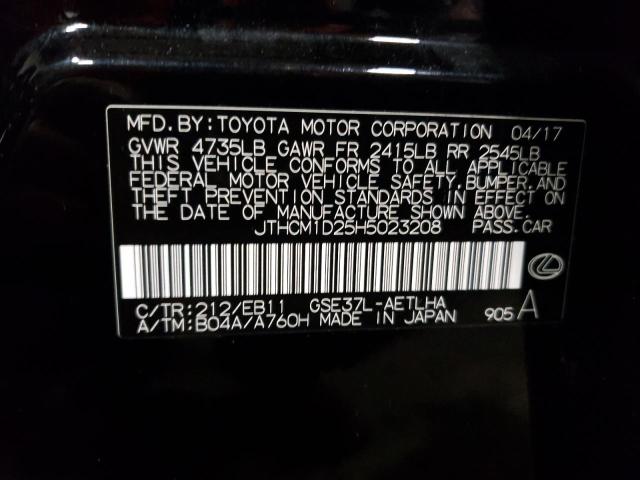 MFD.BY:TOYOTA MOTOR CORPORATION 04/17
GVWR 4735LB GAWR FR 2415LB RR 2545LB
THIS VEHICLE CONFORMS TO ALL APPLICABLE
FEDERAL MOTOR VEHICLE SAFETY,BUMPER,AND
THEFT PREVENTION STANDARDS IN EFFECT ON
THE DATE OF MANUFACTURE SHOWN ABOVE.
JTHCM1D25H5023208 PASS.CAR
C/TR:212/EB11 GSE37L-AETLHA
A/TM:B04A/A760H MADE IN JAPAN 905 A